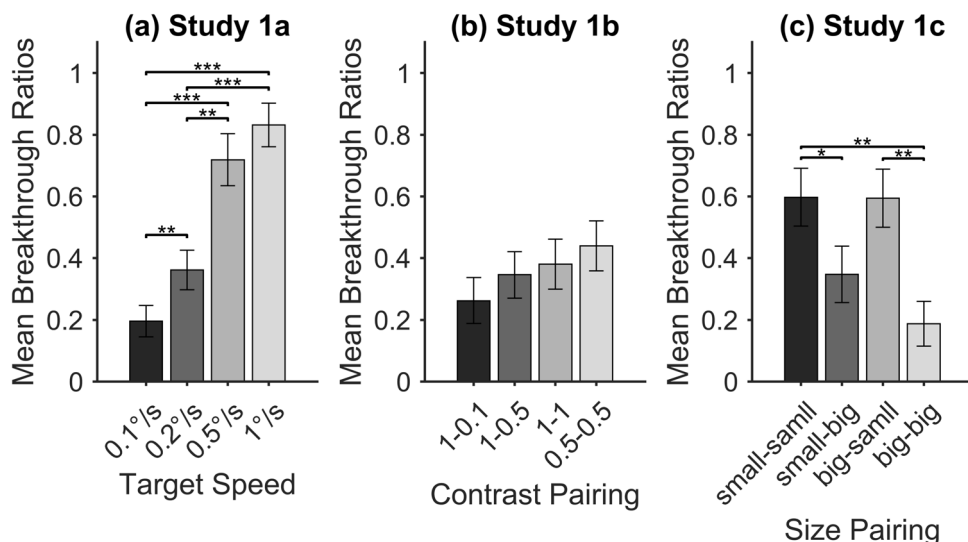 (a) Study 1a
Mean Breakthrough Ratios
1
0.8
0.6
0.4
0.2
0
***
***
***
**
**
0.1°/s
0.2°/s
0.5°/s
1°/s
Target Speed
(b) Study 1b
Mean Breakthrough Ratios
1
0.8
0.6
0.4
0.2
0
1-0.1
1-0.5
1-1
0.5-0.5
Contrast Pairing
(c) Study 1c
Mean Breakthrough Ratios
1
0.8
0.6
0.4
0.2
0
**
*
**
small-samll
small-big
big-samll
big-big
Size Pairing